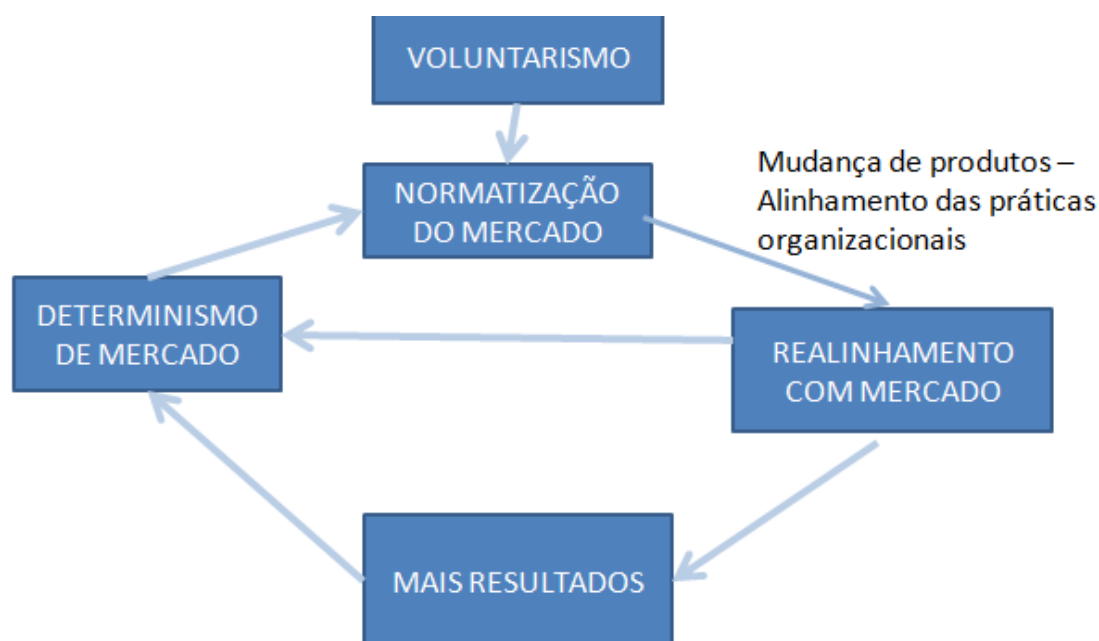 VOLUNTARISMO
NORMATIZAÇÃO
DO MERCADO
Mudança de produtos –
Alinhamento das práticas
organizacionais
DETERMINISMO
DE MERCADO
REALINHAMENTO
COM MERCADO
MAIS RESULTADOS